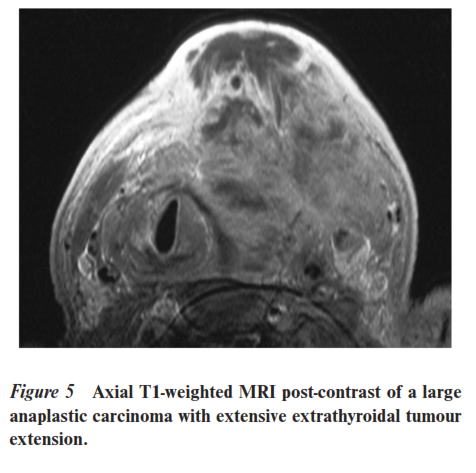 Figure 5 Axial T1-weighted MRI post-contrast of a large
anaplastic carcinoma with extensive extrathyroidal tumour
extension.